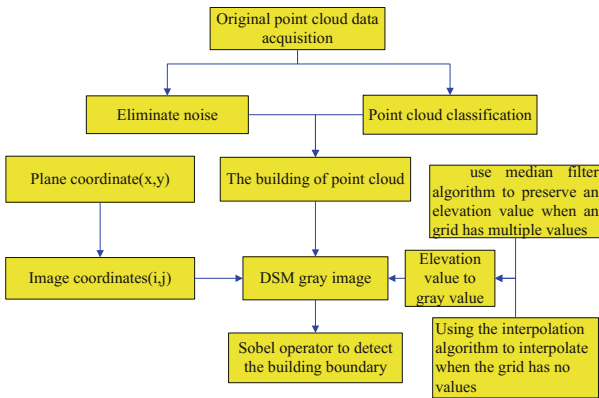 Original point cloud data
acquisition
Eliminate noise
Point cloud classification
Plane coordinate(x,y)
The building of point cloud
use median filter
algorithm to preserve an
elevation value when an
grid has multiple values
Image coordinates(i,j)
DSM gray image
Elevation
value to
gray value
Sobel operator to detect
the building boundary
Using the interpolation
algorithm to interpolate
when the grid has no
values